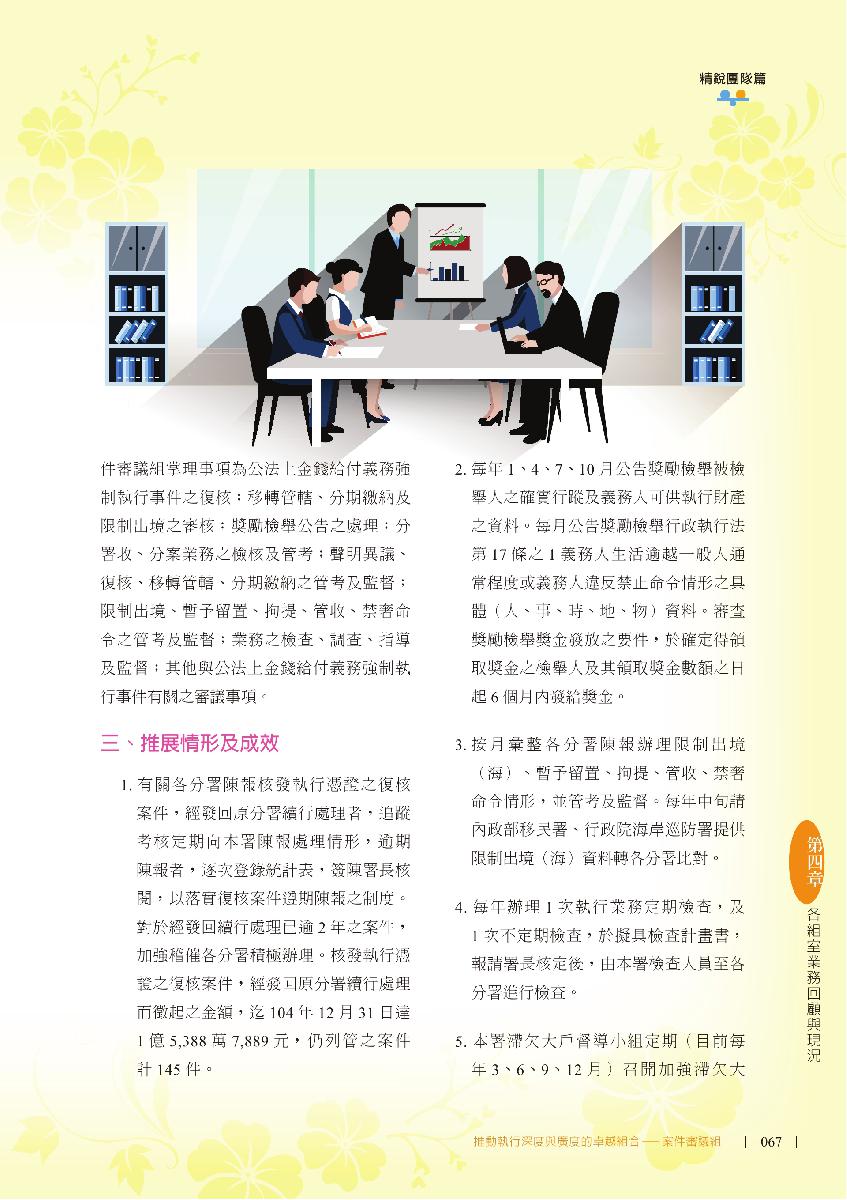 精銳團隊篇
件審議組掌理事項為公法上金錢給付義務強
制執行事件之復核；移轉管轄、分期繳納及
限制出境之審核；獎勵檢舉公告之處理；分
署收、分案業務之檢核及管考；聲明異議、
復核、移轉管轄、分期繳納之管考及監督；
限制出境、暫予留置、拘提、管收、禁奢命
令之管考及監督；業務之檢查、調查、指導
及監督；其他與公法上金錢給付義務強制執
行事件有關之審議事項。
三、推展情形及成效
1. 有關各分署陳報核發執行憑證之復核
案件，經發回原分署續行處理者，追蹤
考核定期向本署陳報處理情形，逾期
陳報者，逐次登錄統計表，簽陳署長核
閱，以落實復核案件遵期陳報之制度。
對於經發回續行處理已逾 2 年之案件，
加強稽催各分署積極辦理。核發執行憑
證之復核案件，經發回原分署續行處理
而徵起之金額，迄 104 年 12 月 31 日達
1 億 5,388 萬 7,889 元，仍列管之案件
計 145 件。
2. 每年 1、4、7、10 月公告獎勵檢舉被檢
舉人之確實行蹤及義務人可供執行財產
之資料。每月公告獎勵檢舉行政執行法
第 17 條之 1 義務人生活逾越一般人通
常程度或義務人違反禁止命令情形之具
體（人、事、時、地、物）資料。審查
獎勵檢舉獎金發放之要件，於確定得領
取獎金之檢舉人及其領取獎金數額之日
起 6 個月內發給獎金。
3. 按月彙整各分署陳報辦理限制出境
（海）、暫予留置、拘提、管收、禁奢
命令情形，並管考及監督。每年中旬請
內政部移民署、行政院海岸巡防署提供
限制出境（海）資料轉各分署比對。
4. 每年辦理 1 次執行業務定期檢查，及
1 次不定期檢查，於擬具檢查計畫書，
報請署長核定後，由本署檢查人員至各
分署進行檢查。
5. 本署滯欠大戶督導小組定期（目前每
年 3、6、9、12 月）召開加強滯欠大
第四章
各組室業務回顧與現況
推動執行深度與廣度的卓越組合──案件審議組 | 067 |